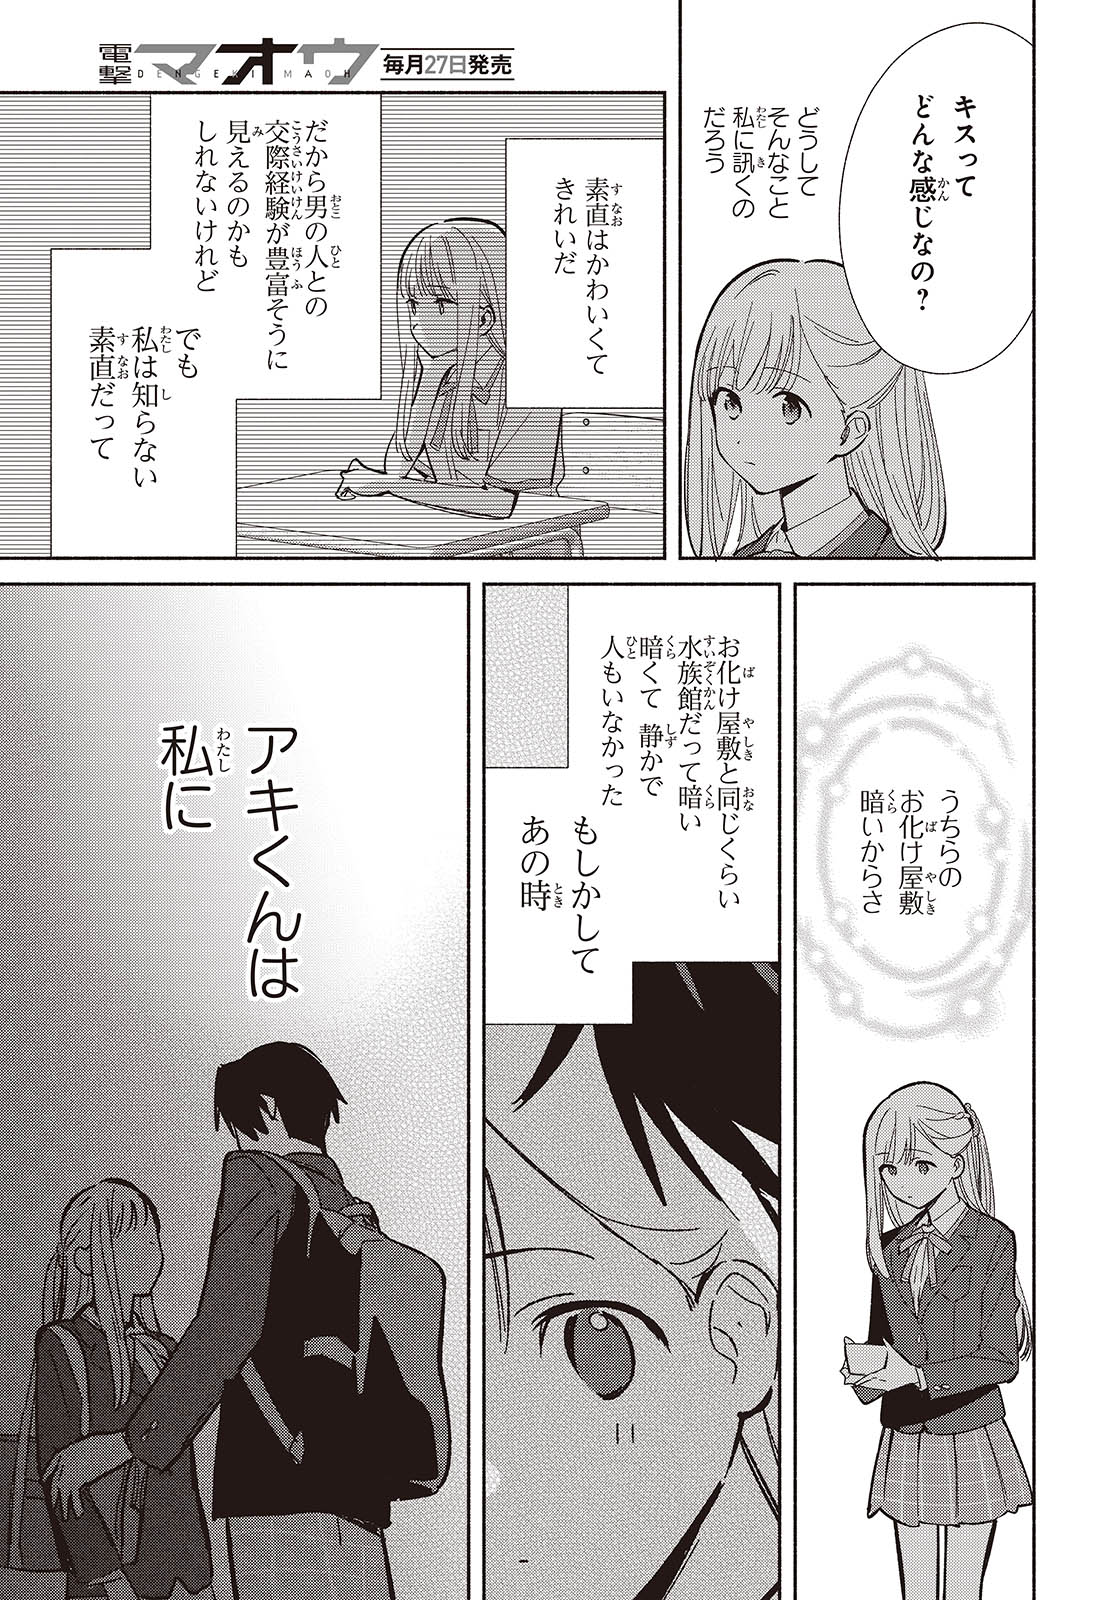 電撃マオウ
DENGEKI MAOH
毎月27日発売
キスって
どんな感じなの?
どうして
そんなこと
私に訊くの
だろう
素直はかわいくて
きれいだ
だから男の人との
交際経験が豊富そうに
見えるのかも
しれないけれど
でも
私は知らない
素直だって
うちらの
お化け屋敷
暗いからさ
お化け屋敷と同じくらい
水族館だって暗い
暗くて 静かで
人もいなかった
もしかして
あの時
アキくんは
私に